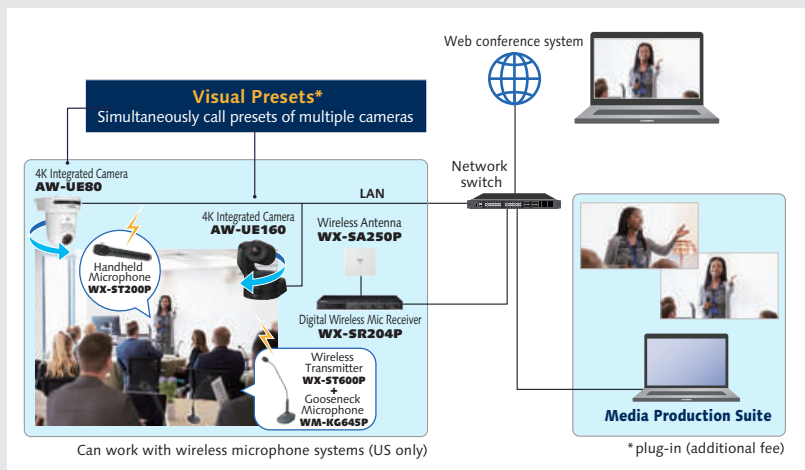 Web conference system
Visual Presets*
Simultaneously call presets of multiple cameras
4K Integrated Camera
AW-UE80
Network
switch
LAN
4K Integrated Camera
AW-UE160
Wireless Antenna
WX-SA250P
Handheld
Microphone
WX-ST200P
Digital Wireless Mic Receiver
WX-SR204P
Wireless
Transmitter
WX-ST600P
+
Gooseneck
Microphone
WM-KG645P
Media Production Suite
Can work with wireless microphone systems (US only)
*plug-in (additional fee)